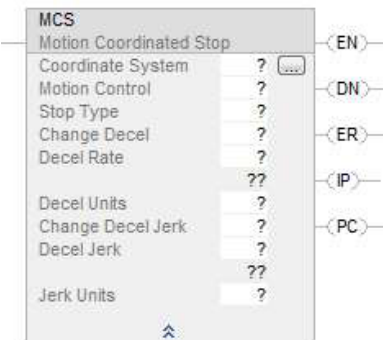 MCS
Motion Coordinated Stop
EN
Coordinate System ? ...
Motion Control ?
DN
Stop Type ?
Change Decel ?
ER
Decel Rate ?
??
IP
Decel Units ?
Change Decel Jerk ?
PC
Decel Jerk ?
??
Jerk Units ?